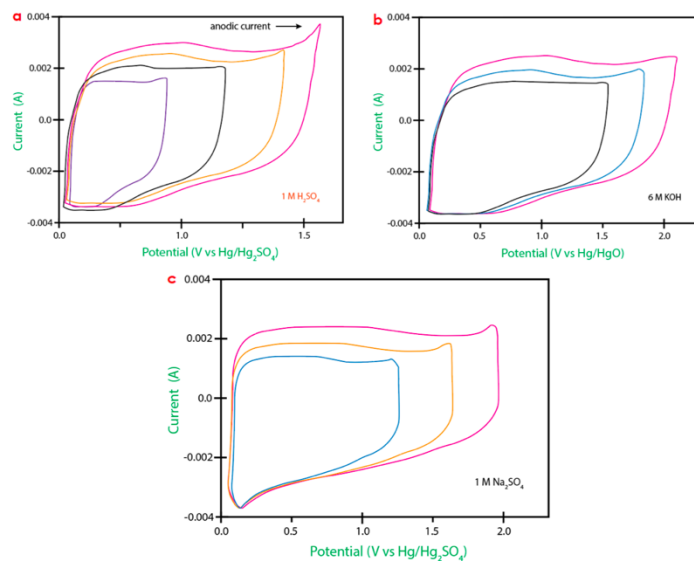 a
anodic current
0.004
0.002
0.0
-0.002
-0.004
Current (A)
1 M H₂SO₄
0.0
1.0
1.5
Potential (V vs Hg/Hg₂SO₄)
b
0.004
0.002
0.0
-0.002
-0.004
Current (A)
6 M KOH
0.0
0.5
1.0
1.5
2.0
Potential (V vs Hg/HgO)
c
0.004
0.002
0.0
-0.002
-0.004
Current (A)
1 M Na₂SO₄
0.0
0.5
1.0
1.5
2.0
Potential (V vs Hg/Hg₂SO₄)